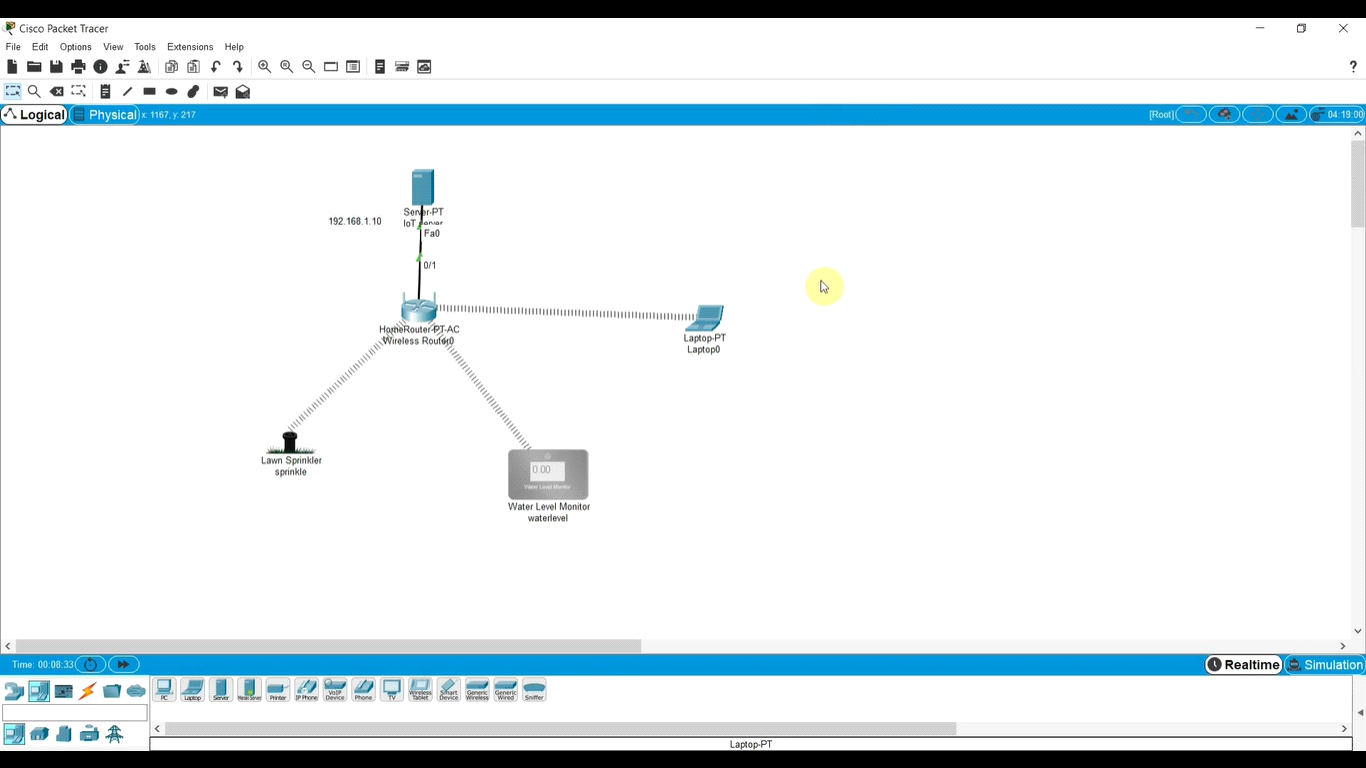 Cisco Packet Tracer
File Edit Options View Tools Extensions Help
?
Logical Physical x: 1167, y: 217 [Root] 04:19:00
Server-PT
192.168.1.10
IoT server
Fa0
0/1
HomeRouter-PT-AC
Wireless Router0
Laptop-PT
Laptop0
Lawn Sprinkler
sprinkle
0.00
Water Level Monitor
Water Level Monitor
waterlevel
Time: 00:08:33 Realtime Simulation
PC Laptop Server Meraki Server Printer IP Phone VoIP Device Phone TV Wireless Tablet Smart Device Generic Wireless Generic Wired Sniffer
Laptop-PT